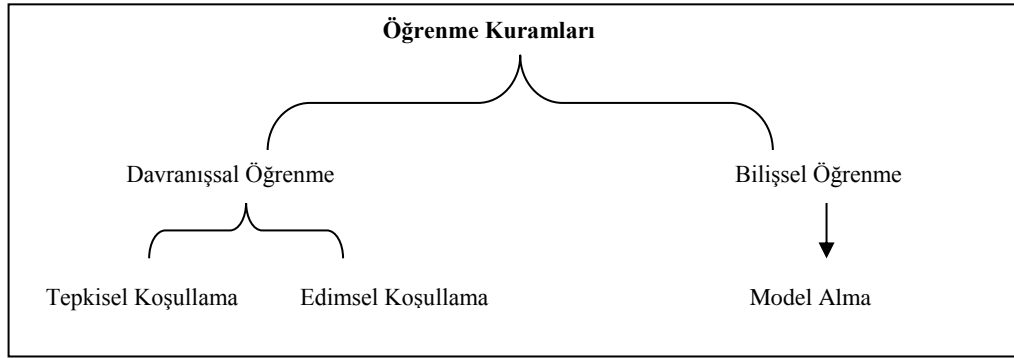 Öğrenme Kuramları
Davranışsal Öğrenme
Bilişsel Öğrenme
Tepkisel Koşullama
Edimsel Koşullama
Model Alma